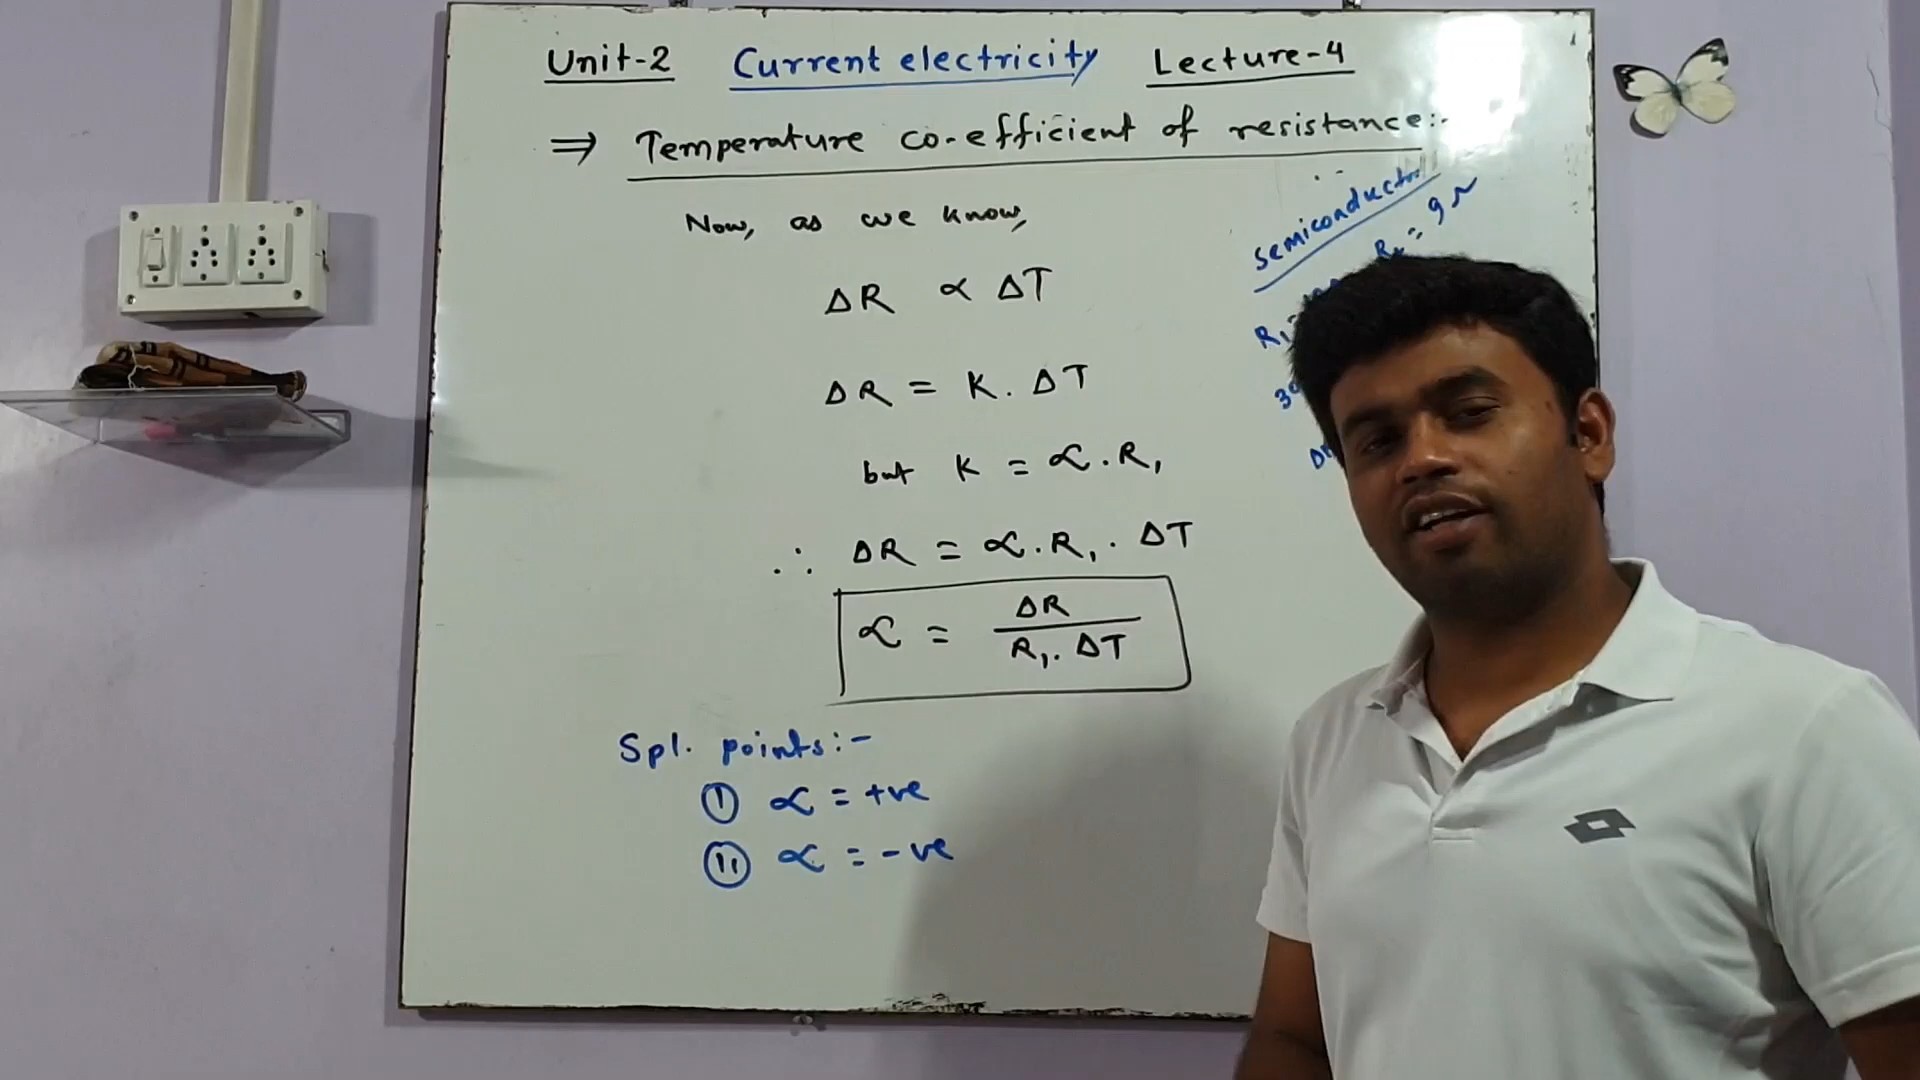 Unit-2 Current electricity Lecture-4
⇒ Temperature co-efficient of resistance:-
Now, as we know,
ΔR ∝ ΔT
ΔR = K. ΔT
but K = ∝.R₁
∴ ΔR = ∝.R₁. ΔT
∝ = ΔR / R₁. ΔT
Spl. points:-
(i) ∝ = +ve
(ii) ∝ = -ve
R₁